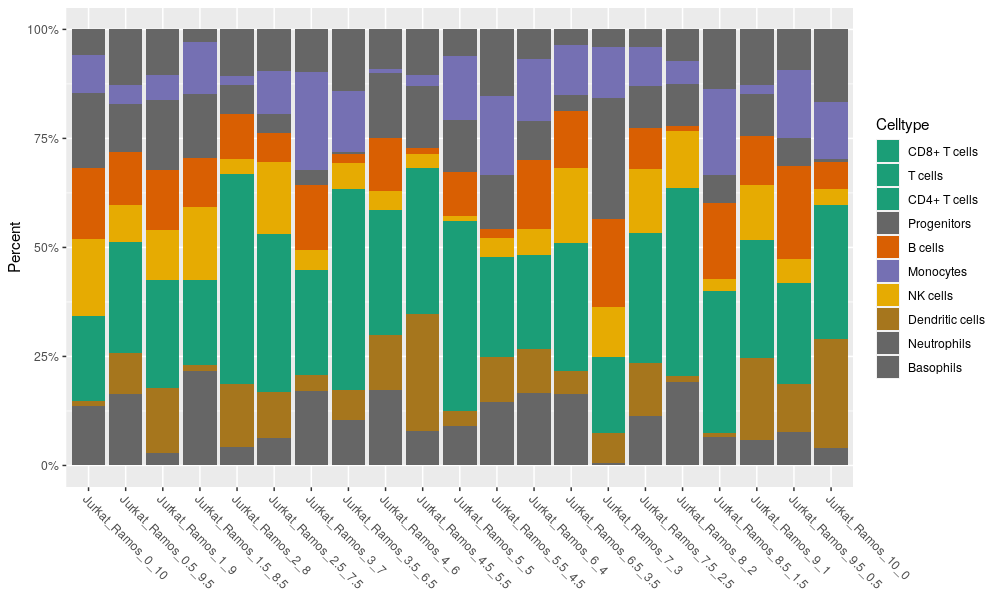 100%
75%
50%
25%
0%
Percent
Jurkat_Ramos_0_10
Jurkat_Ramos_05_9.5
Jurkat_Ramos_1_9
Jurkat_Ramos_1.5_8.5
Jurkat_Ramos_2_8
Jurkat_Ramos_2.5_7.5
Jurkat_Ramos_3_7
Jurkat_Ramos_3.5_6.5
Jurkat_Ramos_4_6
Jurkat_Ramos_4.5_5.5
Jurkat_Ramos_5_5
Jurkat_Ramos_5.5_4.5
Jurkat_Ramos_6_4
Jurkat_Ramos_6.5_3.5
Jurkat_Ramos_7_3
Jurkat_Ramos_7.5_2.5
Jurkat_Ramos_8_2
Jurkat_Ramos_8.5_1.5
Jurkat_Ramos_9_1
Jurkat_Ramos_9.5_0.5
Jurkat_Ramos_10_0
Celltype
CD8+ T cells
T cells
CD4+ T cells
Progenitors
B cells
Monocytes
NK cells
Dendritic cells
Neutrophils
Basophils